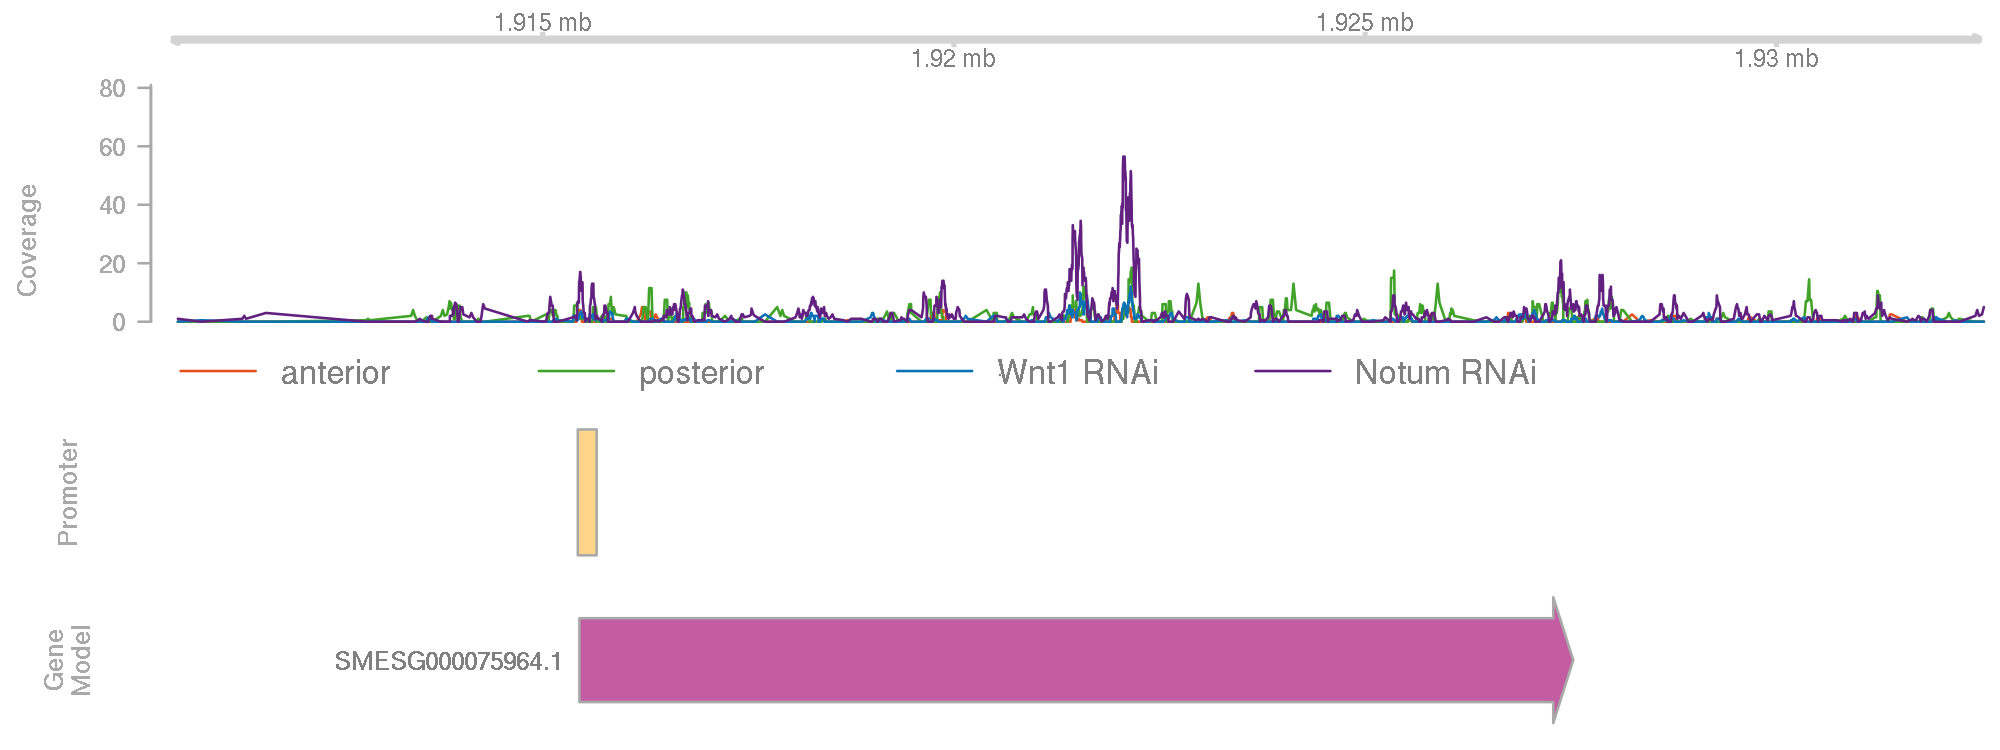 1.915 mb
1.925 mb
1.92 mb
1.93 mb
80
60
40
20
0
Coverage
anterior
posterior
Wnt1 RNAi
Notum RNAi
Promoter
SMESG000075964.1
Gene
Model